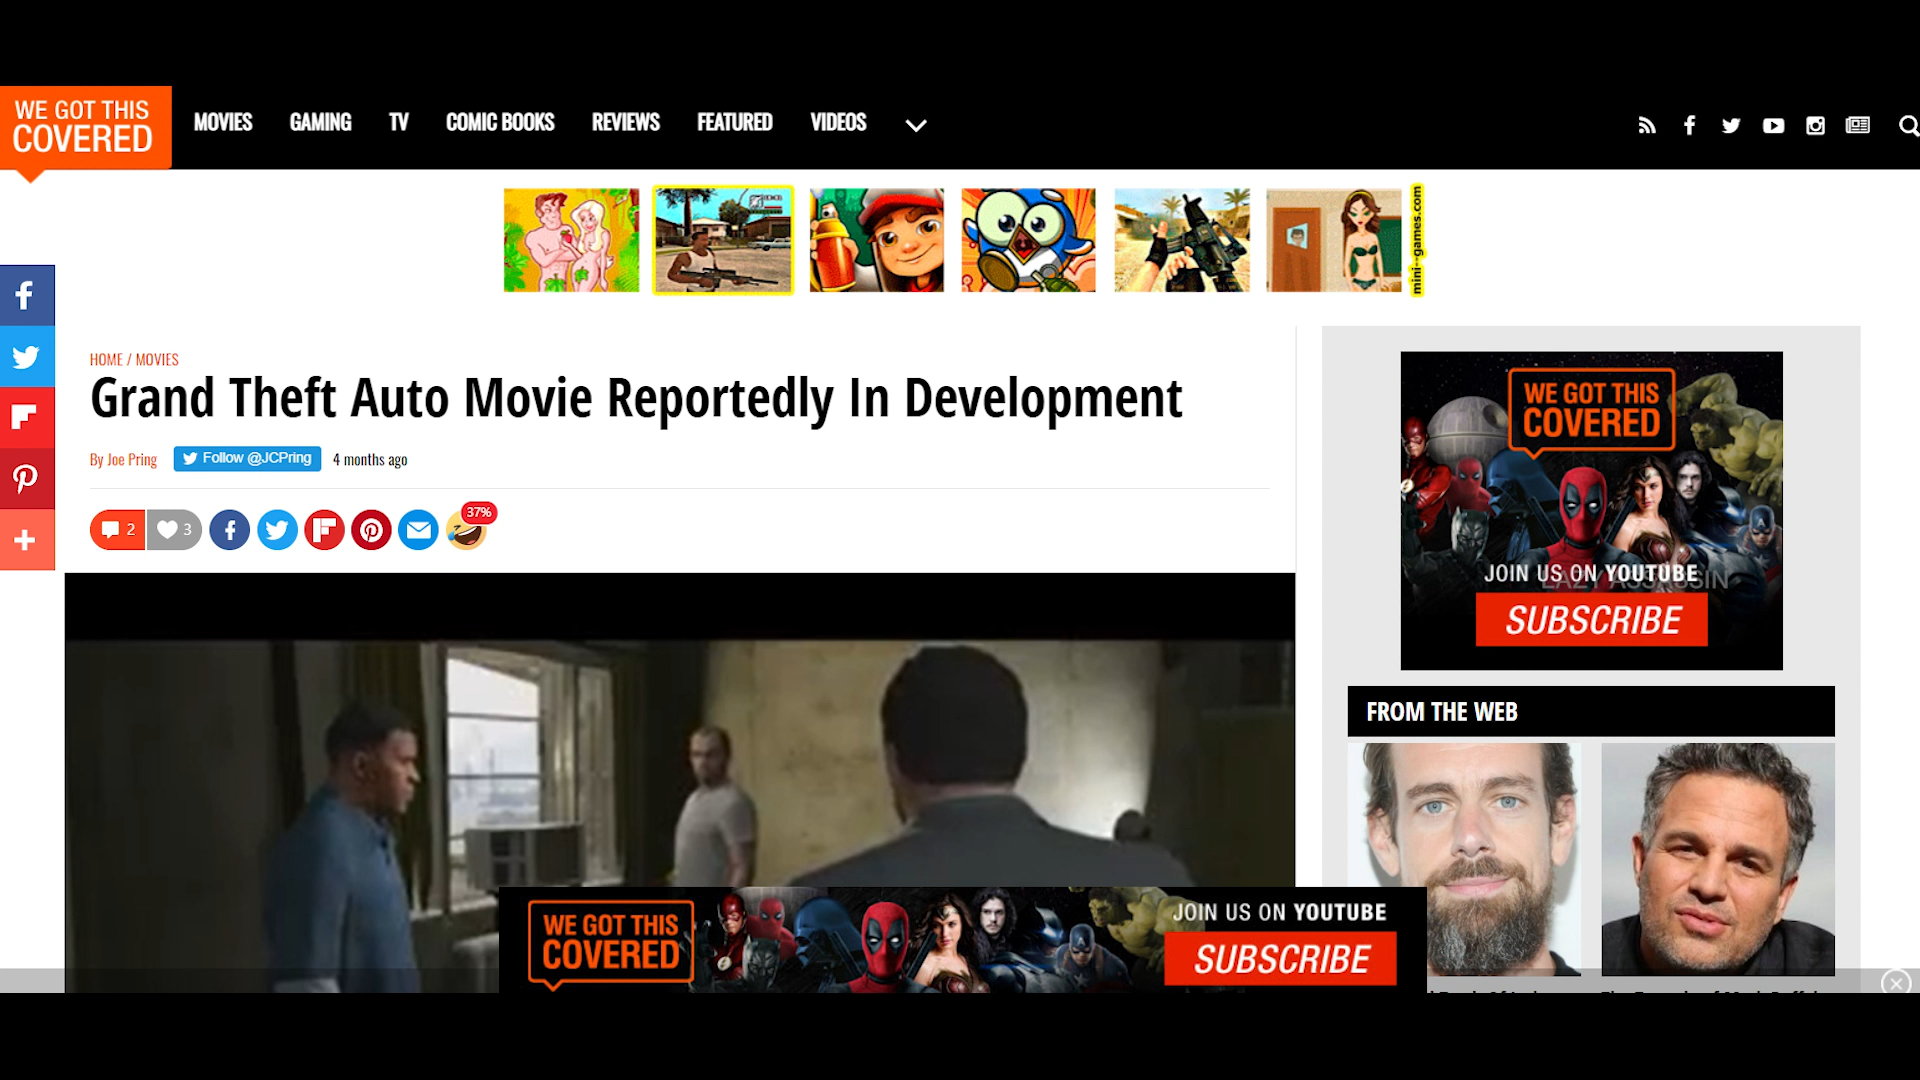 WE GOT THIS
COVERED
MOVIES GAMING TV COMIC BOOKS REVIEWS FEATURED VIDEOS
mini-games.com
HOME / MOVIES
Grand Theft Auto Movie Reportedly In Development
By Joe Pring Follow @JCPring 4 months ago
2 3 37%
WE GOT THIS
COVERED
JOIN US ON YOUTUBE
LAZY ASSASSIN
SUBSCRIBE
FROM THE WEB
WE GOT THIS
COVERED
JOIN US ON YOUTUBE
SUBSCRIBE